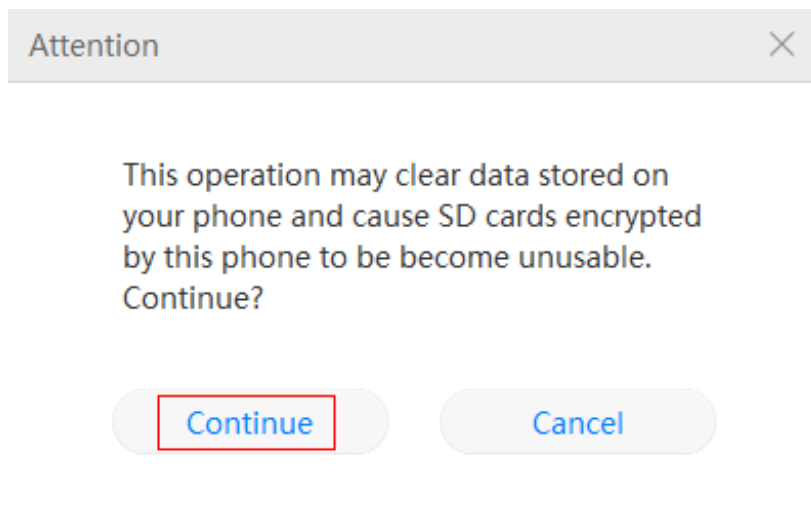 Attention
This operation may clear data stored on
your phone and cause SD cards encrypted
by this phone to be become unusable.
Continue?
Continue
Cancel